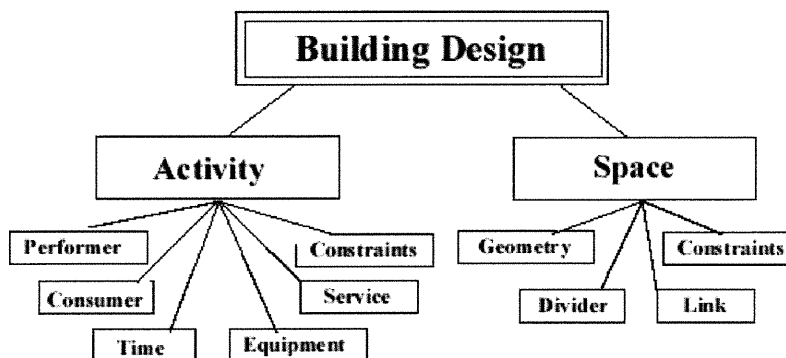 Building Design
Activity
Space
Performer
Constraints
Geometry
Constraints
Consumer
Service
Divider
Link
Time
Equipment